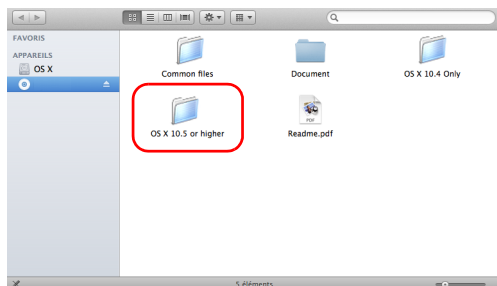 FAVORIS
APPAREILS
OS X
Common files
Document
OS X 10.4 Only
OS X 10.5 or higher
PDF
Readme.pdf
5 éléments